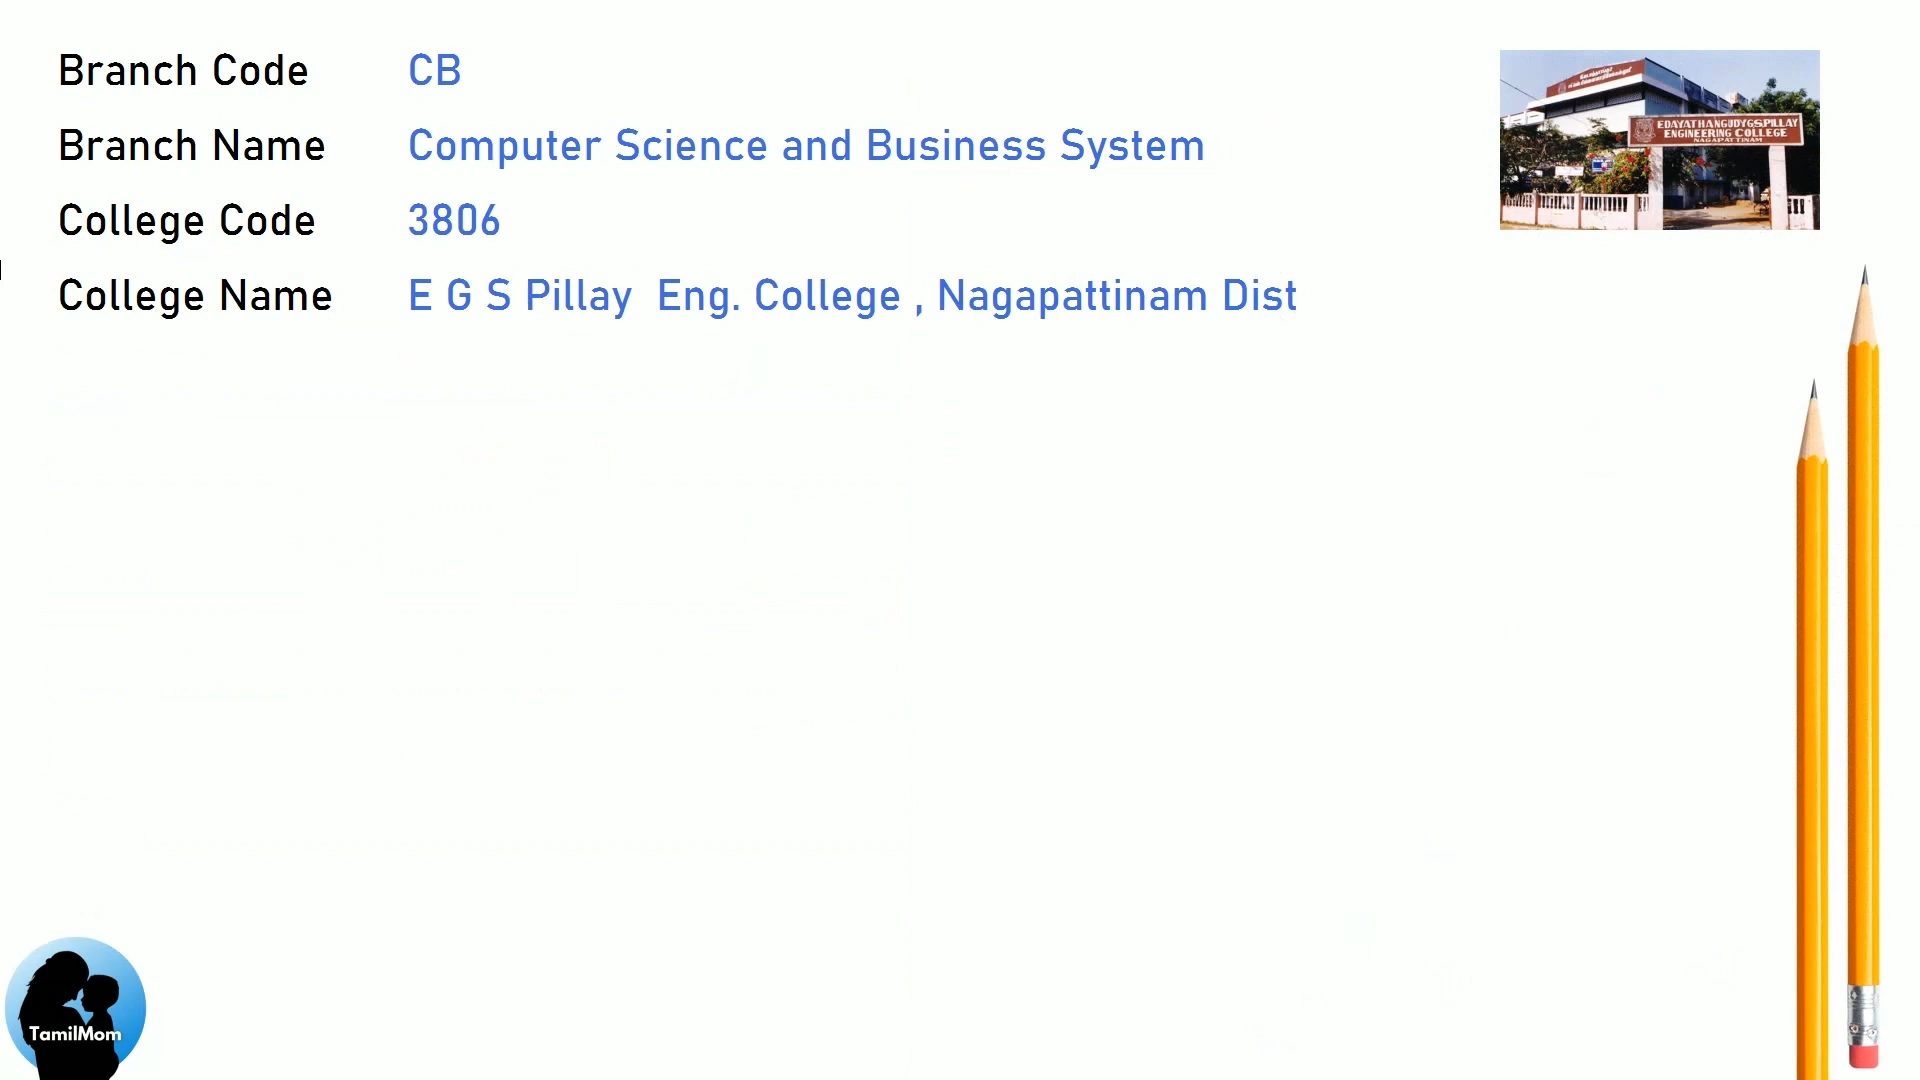 Branch Code CB
Branch Name Computer Science and Business System
College Code 3806
College Name E G S Pillay Eng. College , Nagapattinam Dist
EDAYATHANGUDY G.S. PILLAY
ENGINEERING COLLEGE
NAGAPATTINAM
TamilMom